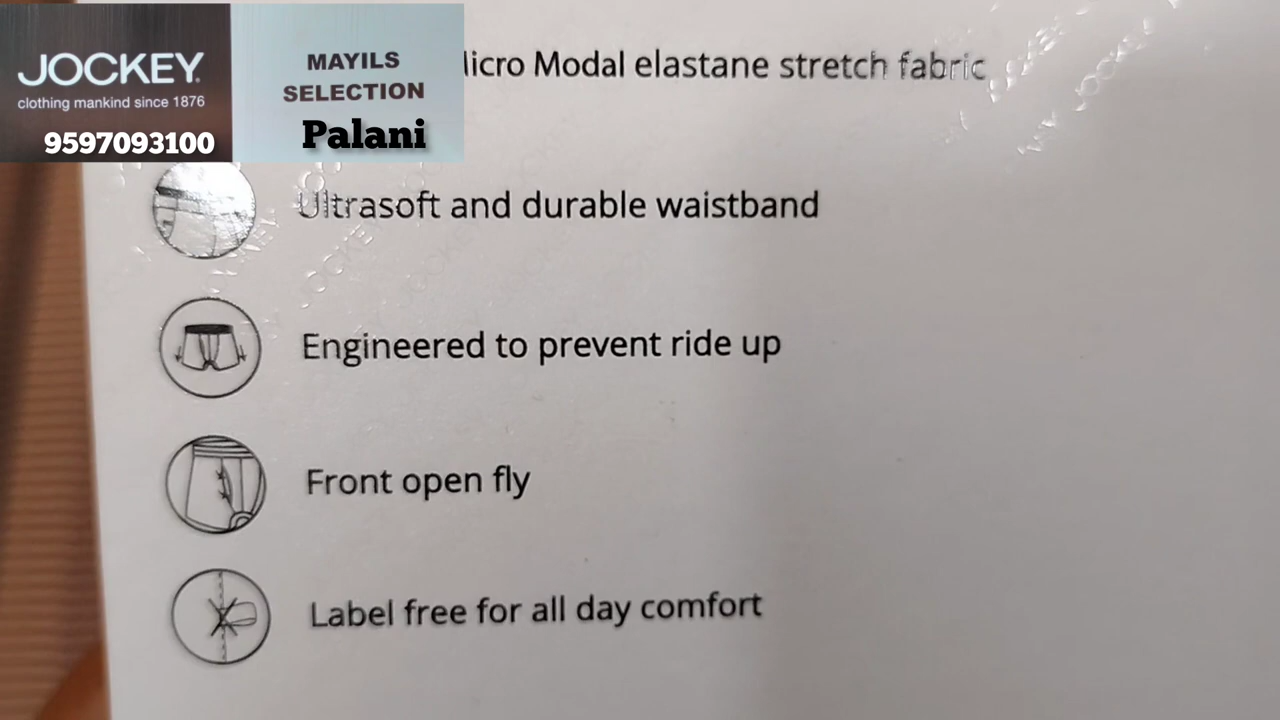 JOCKEY
clothing mankind since 1876
9597093100
MAYILS
SELECTION
Palani
Modal elastane stretch fabric
Ultrasoft and durable waistband
Engineered to prevent ride up
Front open fly
Label free for all day comfort